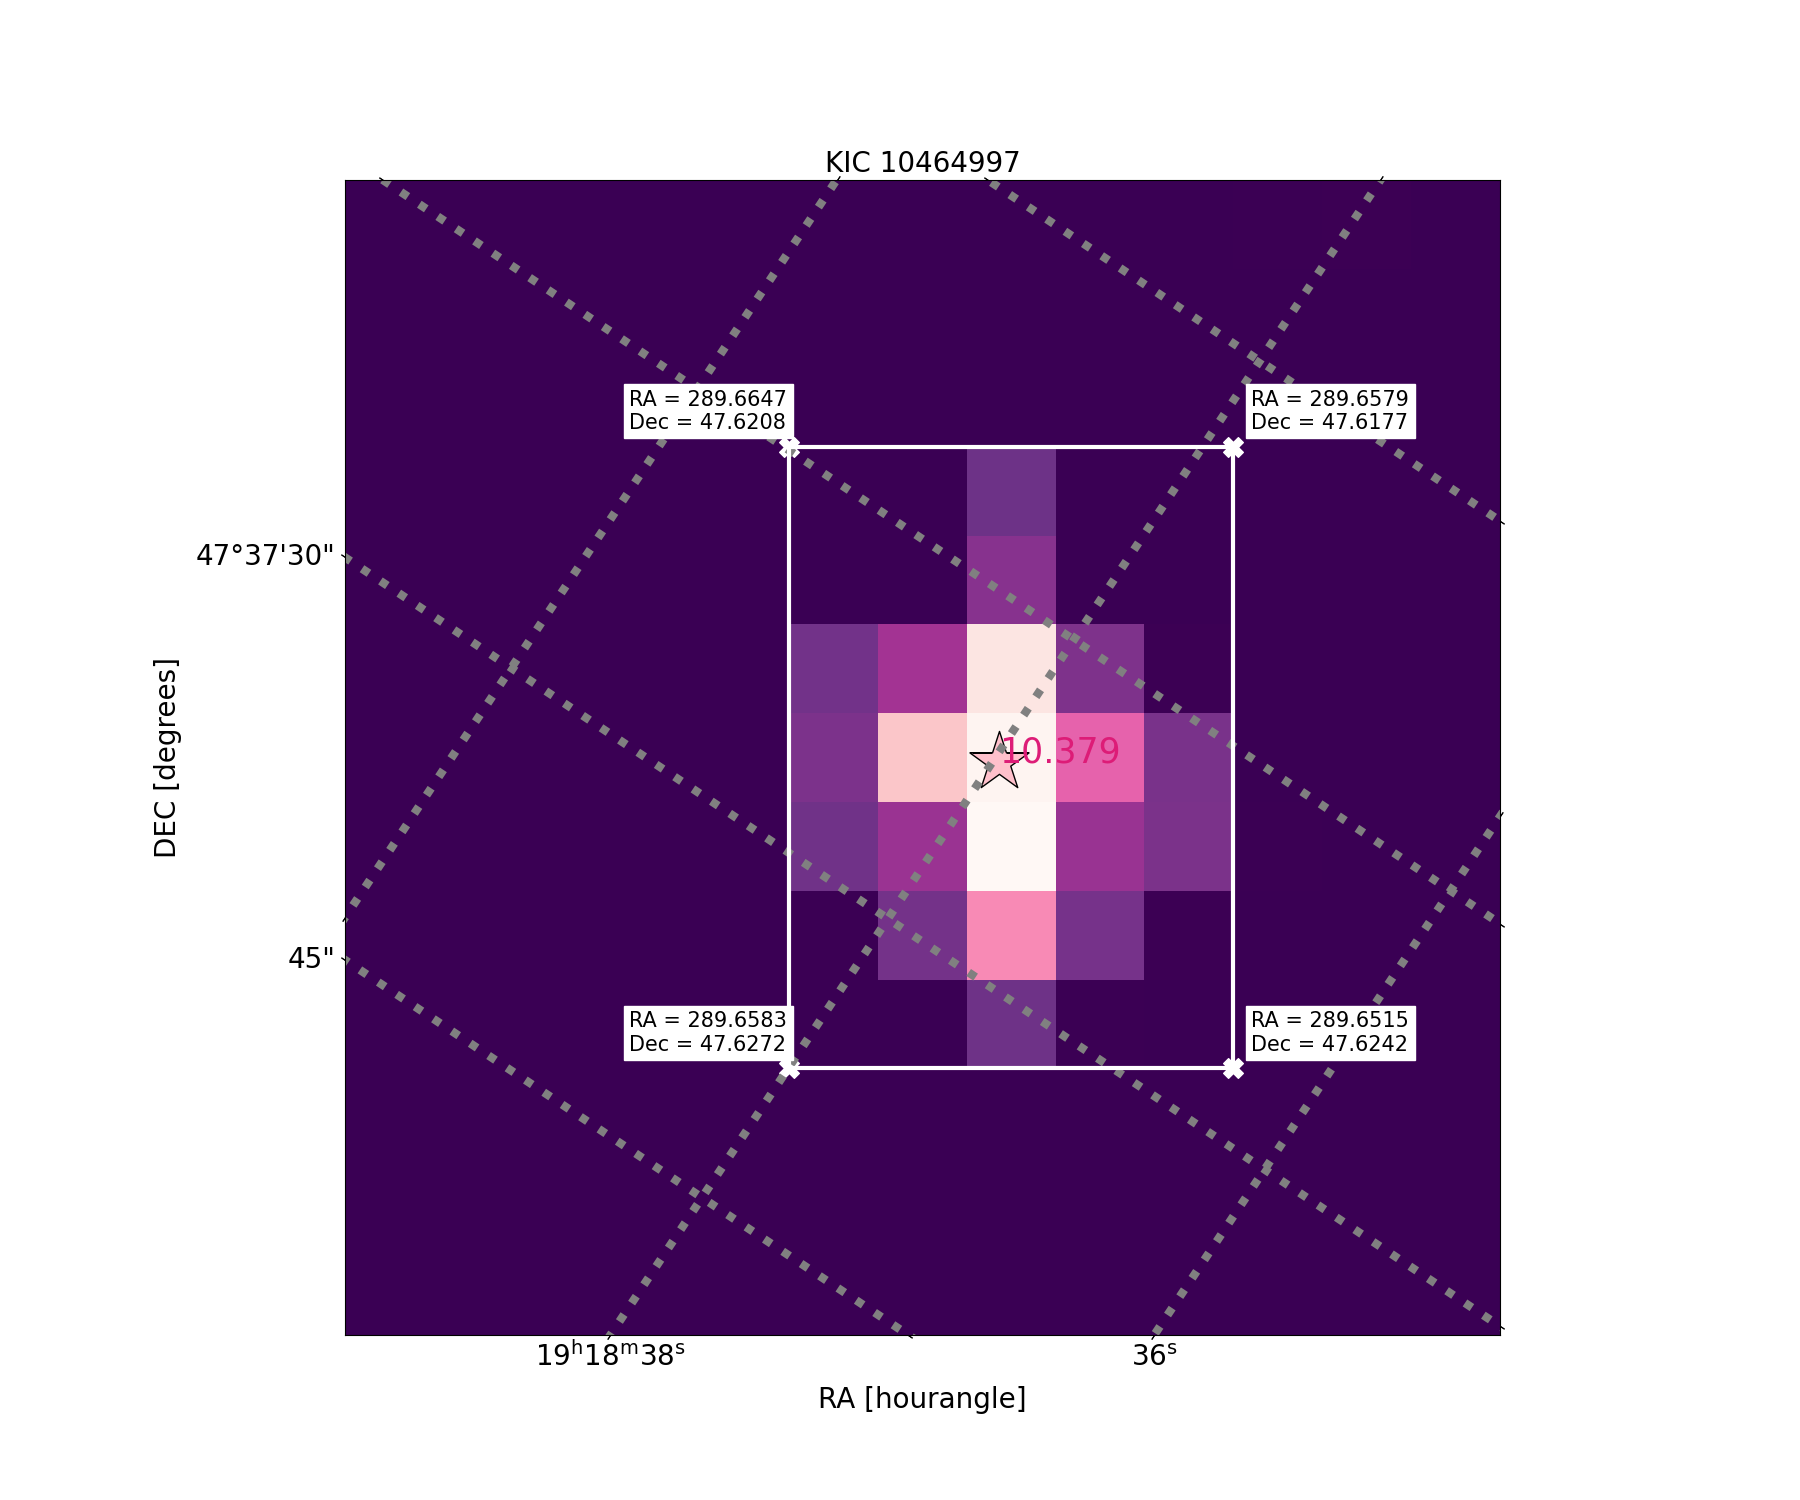 KIC 10464997
RA = 289.6647
Dec = 47.6208
RA = 289.6579
Dec = 47.6177
47°37'30"
10.379
DEC [degrees]
45"
RA = 289.6583
Dec = 47.6272
RA = 289.6515
Dec = 47.6242
19h18m38s
36s
RA [hourangle]